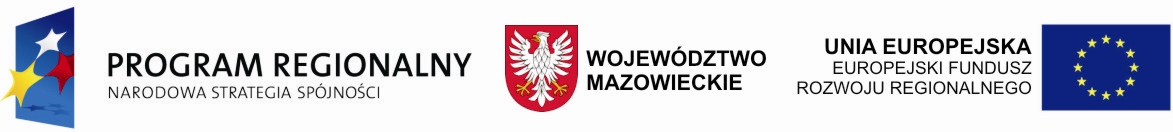 PROGRAM REGIONALNY
NARODOWA STRATEGIA SPÓJNOŚCI
WOJEWÓDZTWO
MAZOWIECKIE
UNIA EUROPEJSKA
EUROPEJSKI FUNDUSZ
ROZWOJU REGIONALNEGO